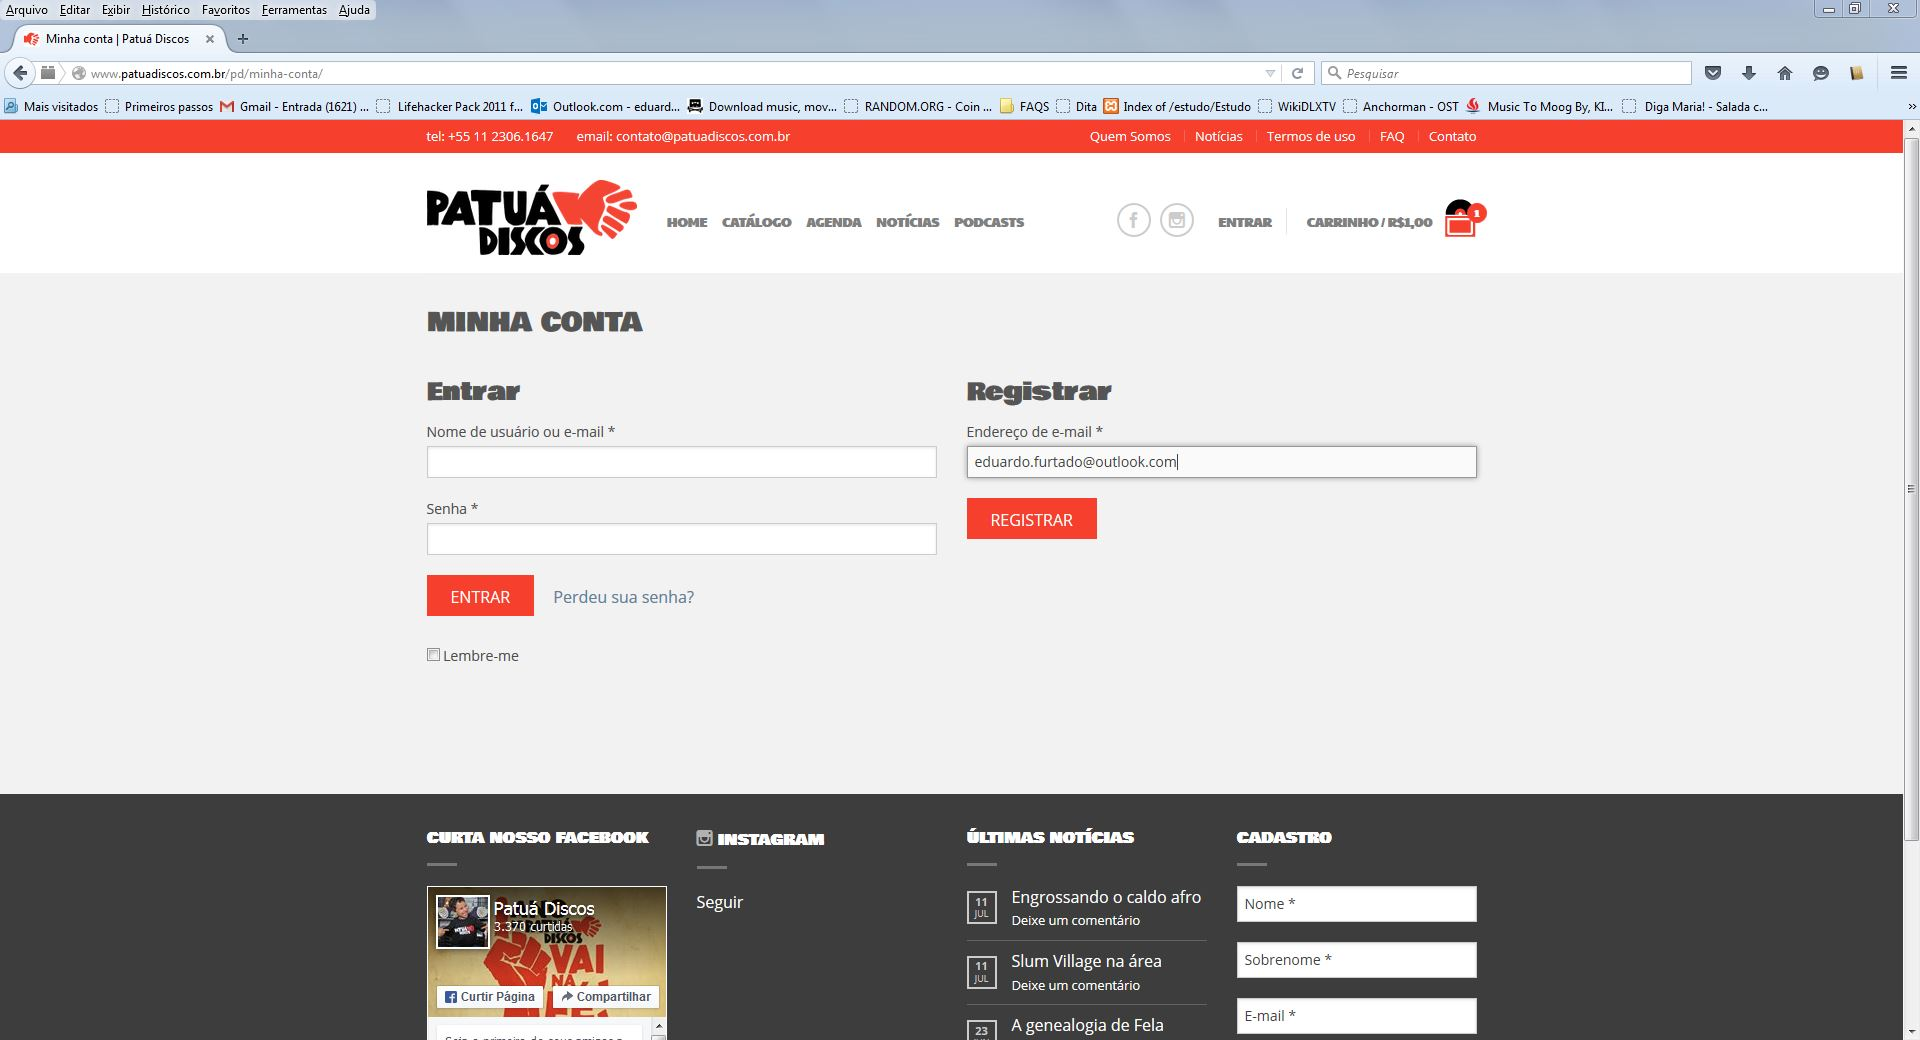 Arquivo Editar Exibir Histórico Favoritos Ferramentas Ajuda
Minha conta | Patuá Discos
www.patuadiscos.com.br/pd/minha-conta/
Pesquisar
Mais visitados Primeiros passos Gmail - Entrada (1621) ... Lifehacker Pack 2011 f... Outlook.com - eduard... Download music, mov... RANDOM.ORG - Coin ... FAQS Dita Index of /estudo/Estudo WikiDLXTV Anchorman - OST Music To Moog By, KI... Diga Maria! - Salada c... »
tel: +55 11 2306.1647 email: contato@patuadiscos.com.br Quem Somos Notícias Termos de uso FAQ Contato
PATUÁ
DISCOS
HOME CATÁLOGO AGENDA NOTÍCIAS PODCASTS ENTRAR CARRINHO / R$1,00 1
MINHA CONTA
Entrar
Nome de usuário ou e-mail *
Senha *
ENTRAR Perdeu sua senha?
Lembre-me
Registrar
Endereço de e-mail *
eduardo.furtado@outlook.com
REGISTRAR
CURTA NOSSO FACEBOOK
Patuá Discos
3.370 curtidas
DISCOS
VAI
NA
FÉ!
Curtir Página Compartilhar
INSTAGRAM
Seguir
ÚLTIMAS NOTÍCIAS
11 JUL
Engrossando o caldo afro
Deixe um comentário
11 JUL
Slum Village na área
Deixe um comentário
23
A genealogia de Fela
CADASTRO
Nome *
Sobrenome *
E-mail *